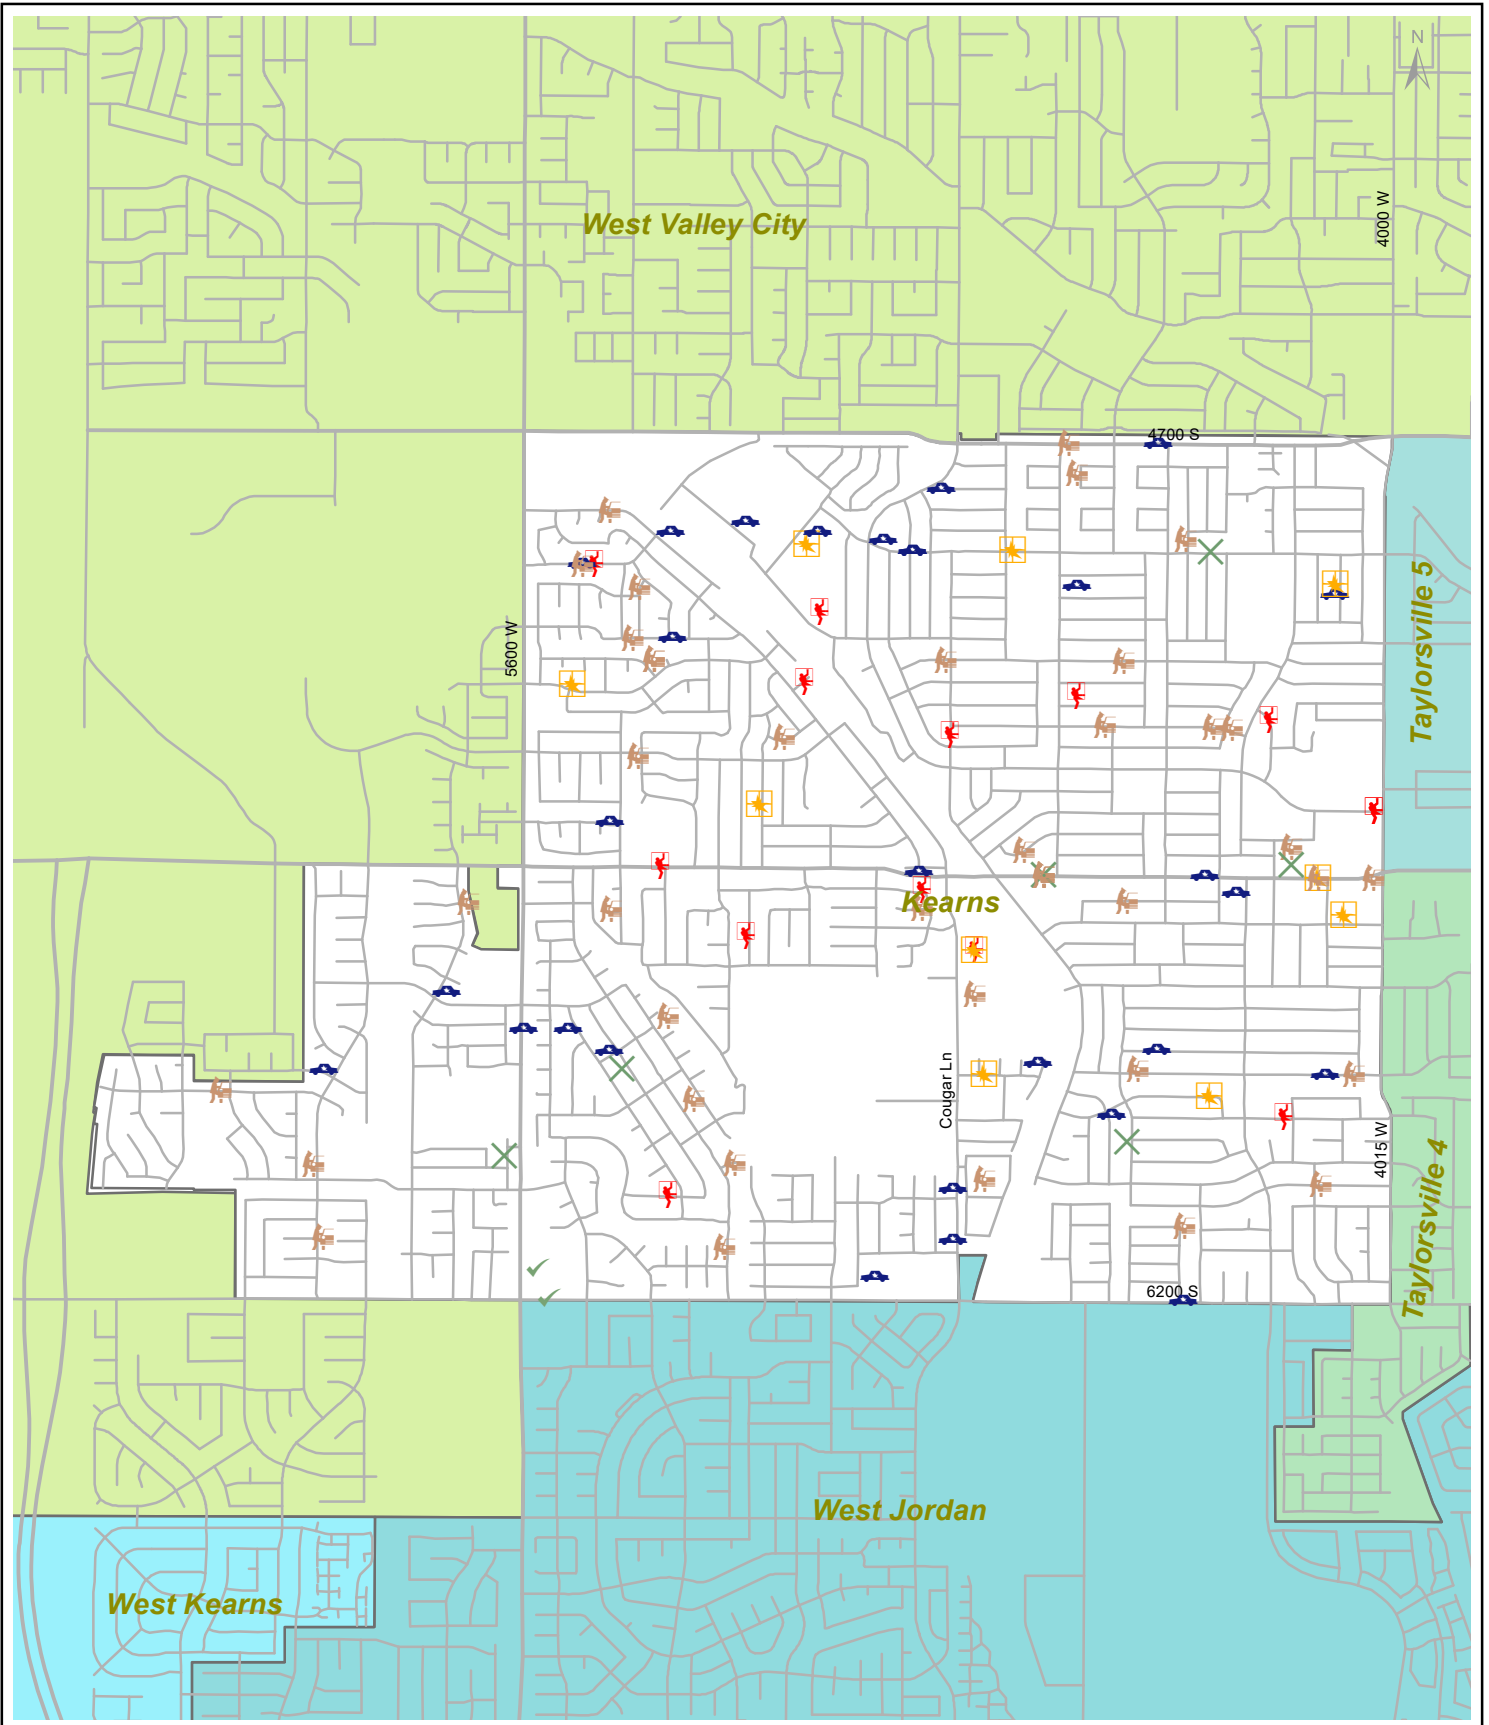 N
West Valley City
4000 W
4700 S
Taylorsville 5
5600 W
Kearns
Cougar Ln
4015 W
Taylorsville 4
6200 S
West Jordan
West Kearns